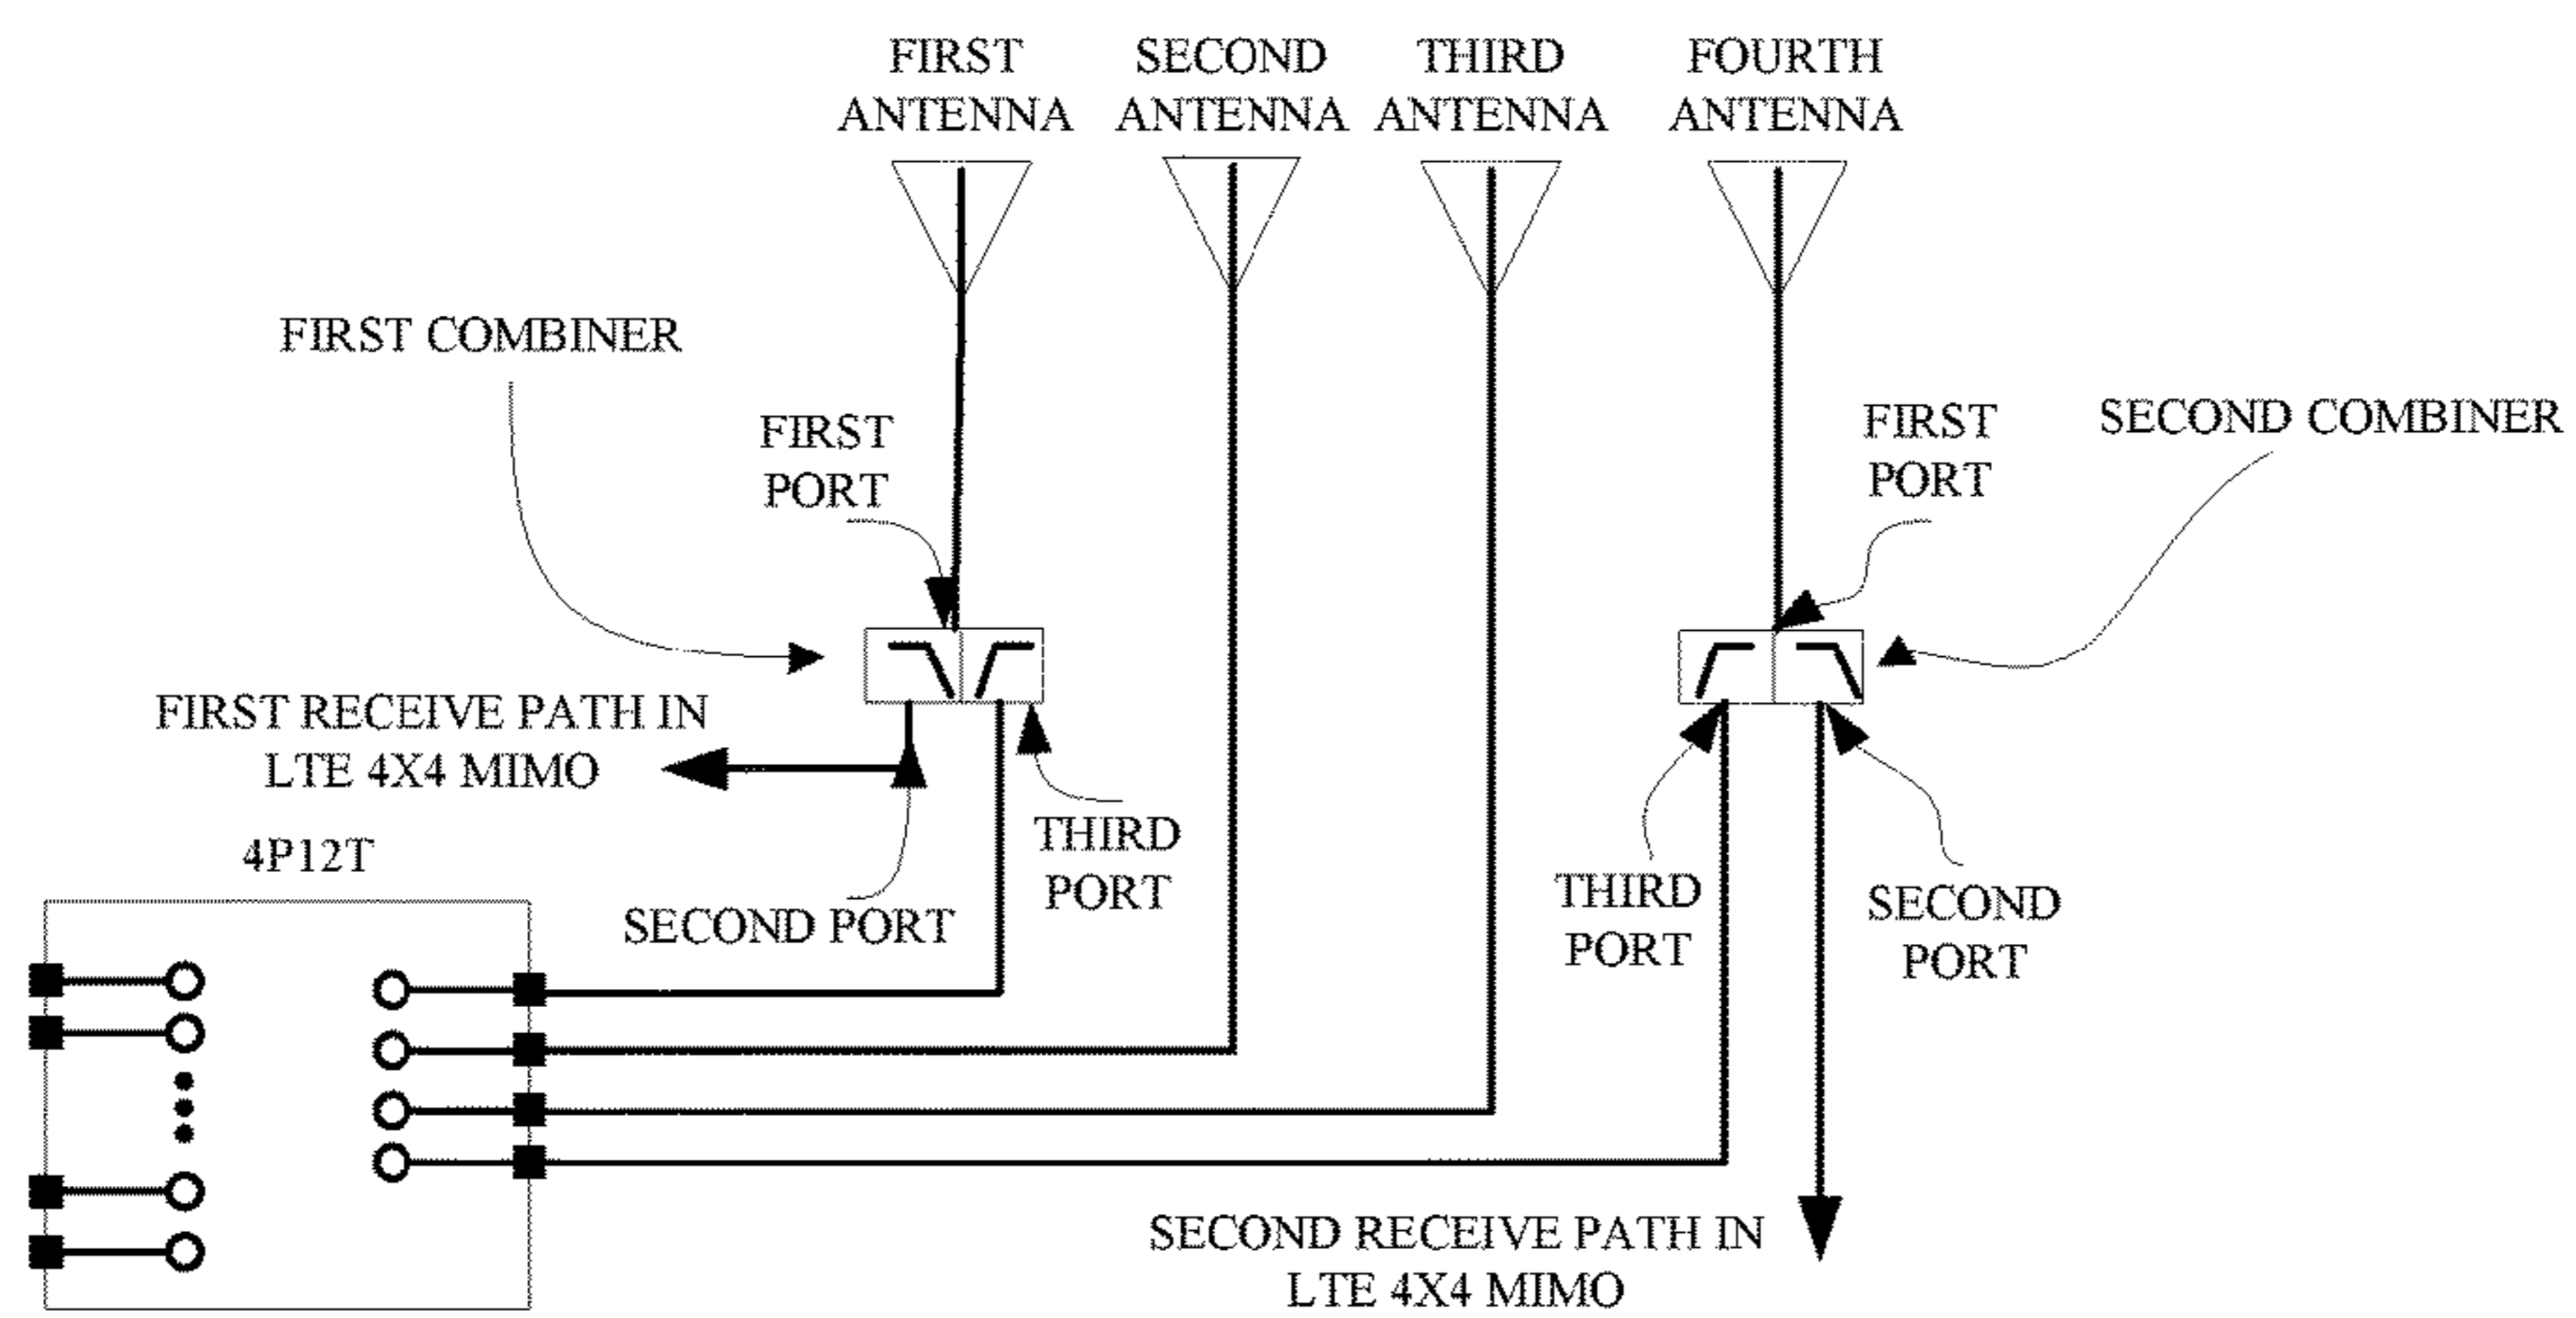 FIRST
ANTENNA
SECOND
ANTENNA
THIRD
ANTENNA
FOURTH
ANTENNA
FIRST COMBINER
FIRST
PORT
FIRST
PORT
SECOND COMBINER
FIRST RECEIVE PATH IN
LTE 4X4 MIMO
THIRD
PORT
SECOND PORT
THIRD
PORT
SECOND
PORT
4P12T
SECOND RECEIVE PATH IN
LTE 4X4 MIMO